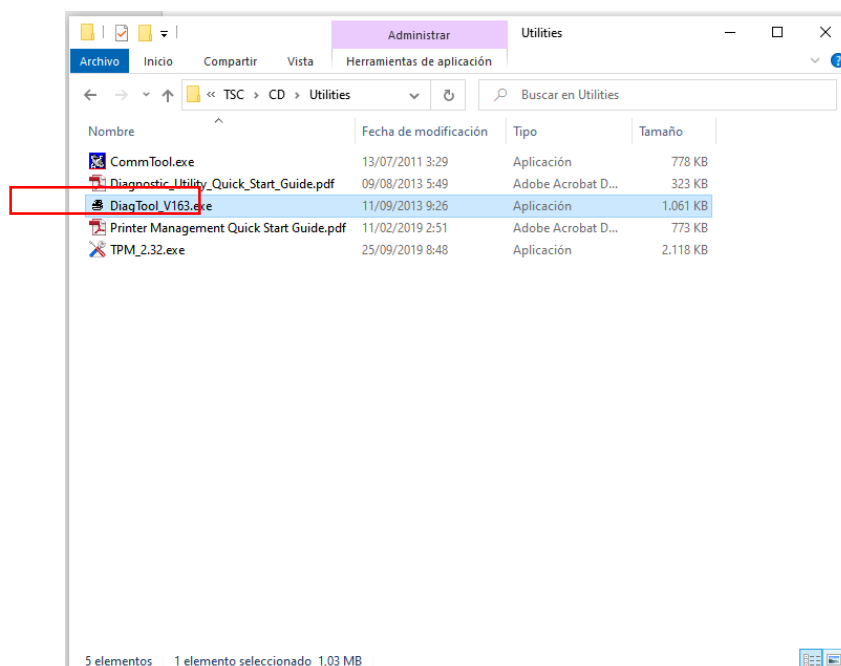 Administrar
Utilities
Archivo
Inicio
Compartir
Vista
Herramientas de aplicación
?
« TSC > CD > Utilities
Buscar en Utilities
Nombre
Fecha de modificación
Tipo
Tamaño
CommTool.exe 13/07/2011 3:29 Aplicación 778 KB
Diagnostic_Utility_Quick_Start_Guide.pdf 09/08/2013 5:49 Adobe Acrobat D... 323 KB
DiagTool_V163.exe 11/09/2013 9:26 Aplicación 1.061 KB
Printer Management Quick Start Guide.pdf 11/02/2019 2:51 Adobe Acrobat D... 773 KB
TPM_2.32.exe 25/09/2019 8:48 Aplicación 2.118 KB
5 elementos 1 elemento seleccionado 1,03 MB